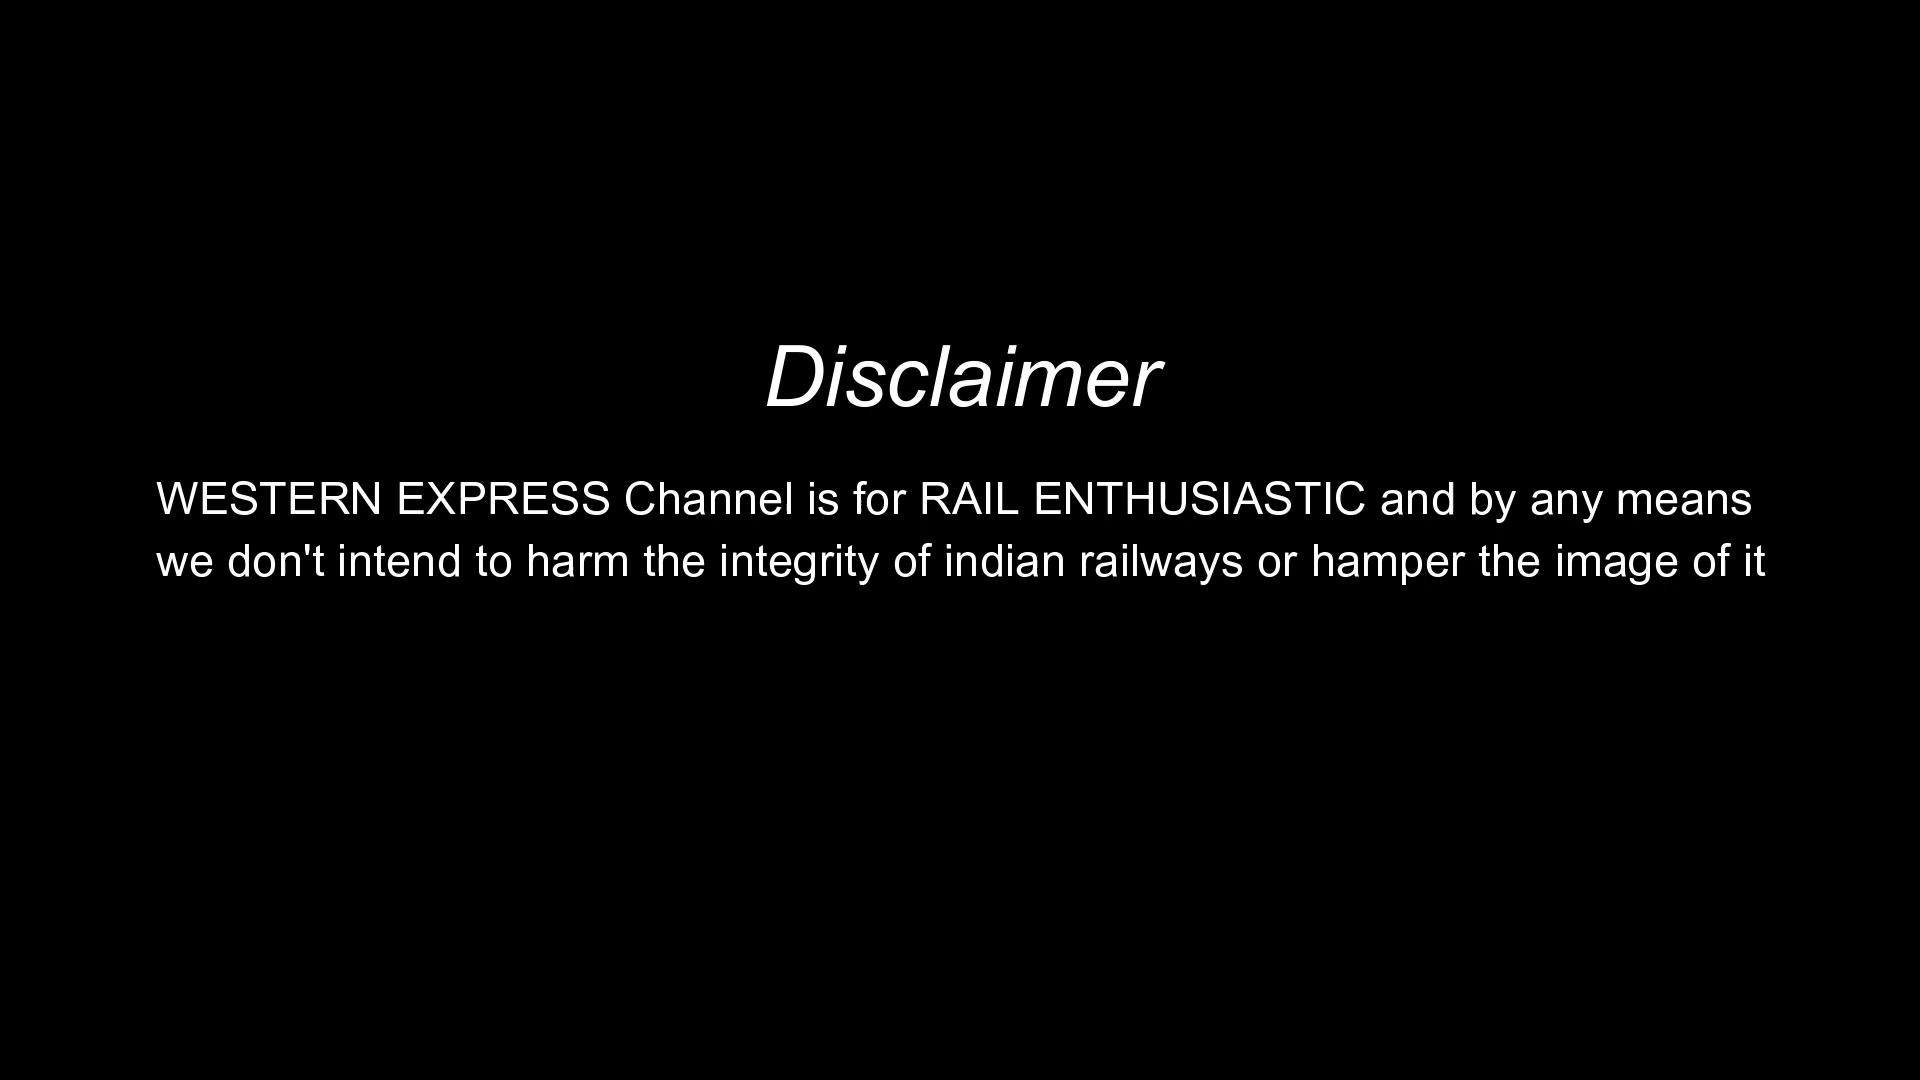 Disclaimer
WESTERN EXPRESS Channel is for RAIL ENTHUSIASTIC and by any means
we don't intend to harm the integrity of indian railways or hamper the image of it